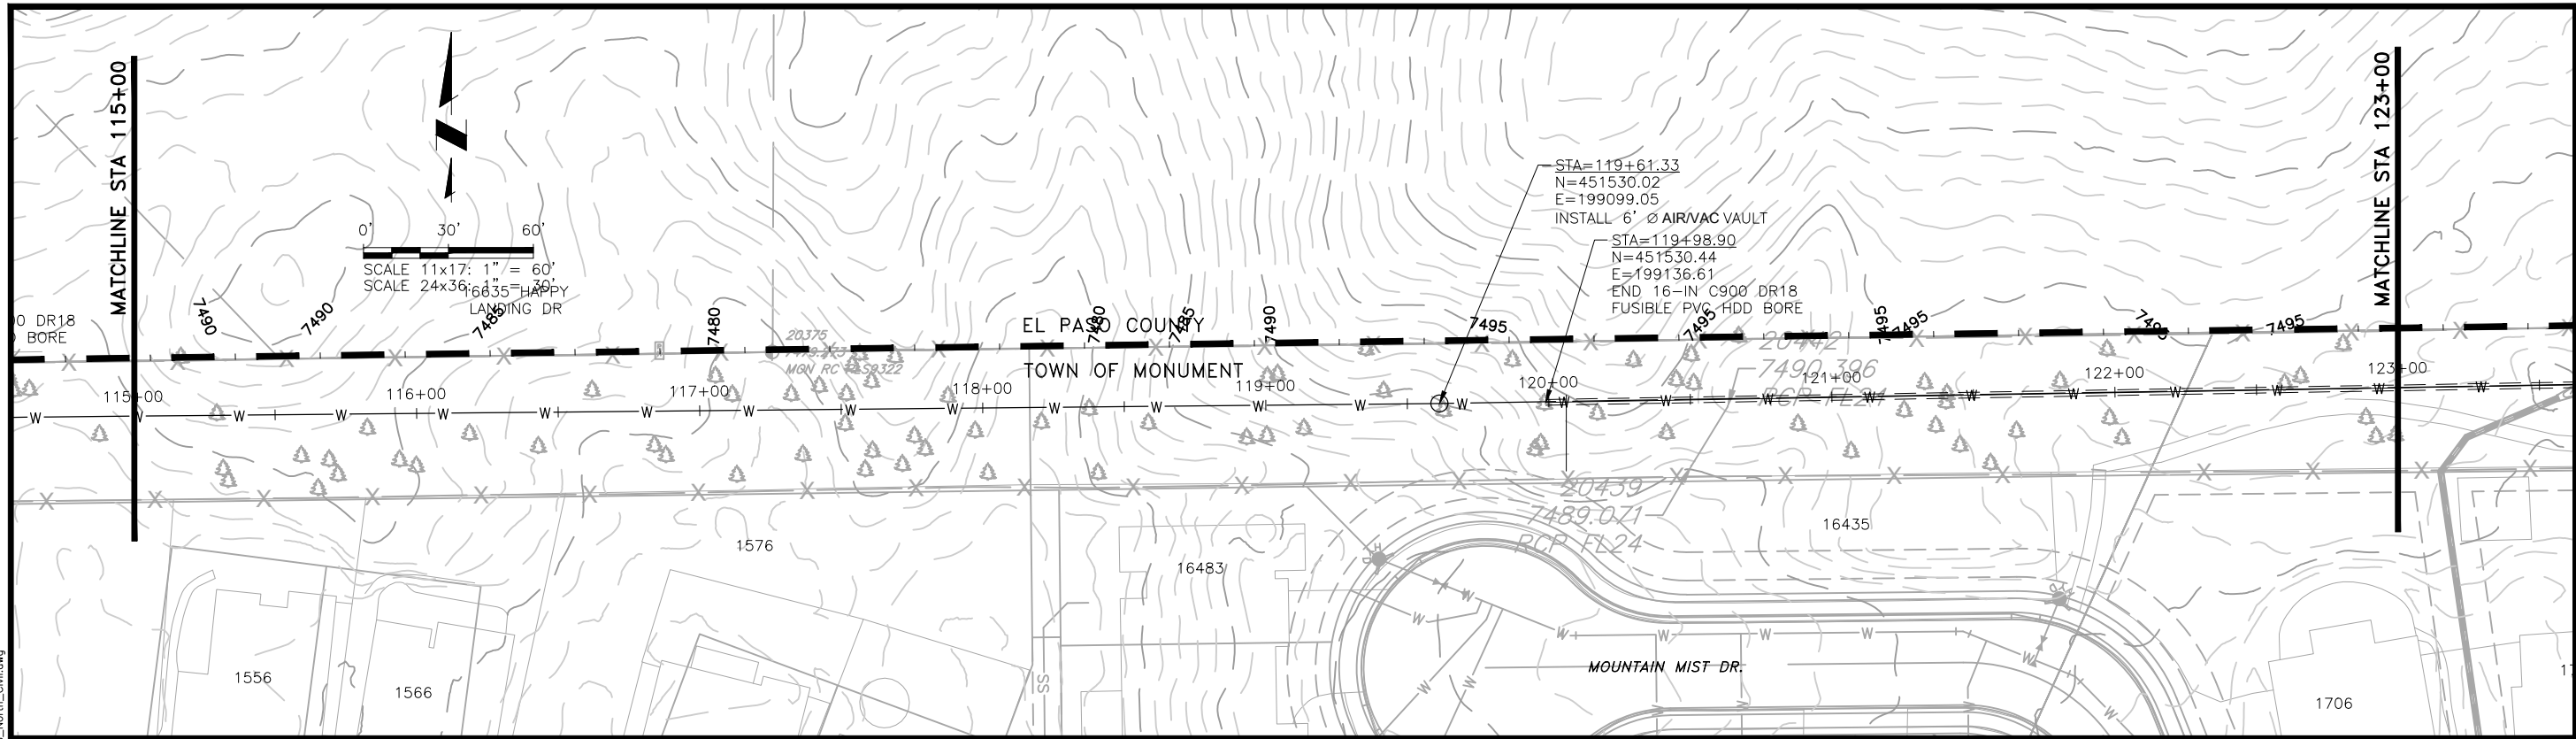 MATCHLINE STA 115+00
MATCHLINE STA 123+00
0' 30' 60'
SCALE 11x17: 1" = 60'
SCALE 24x36: 1" = 30'
16635 HAPPY
LANDING DR
STA=119+61.33
N=451530.02
E=199099.05
INSTALL 6' Ø AIR/VAC VAULT
STA=119+98.90
N=451530.44
E=199136.61
END 16-IN C900 DR18
FUSIBLE PVC HDD BORE
DR18
BORE
7490
7490
7485
7480
7480
7485
7490
7495
7495
7495
7495
7495
7495
EL PASO COUNTY
TOWN OF MONUMENT
20375
MON RC
115+00
116+00
117+00
118+00
119+00
120+00
121+00
122+00
123+00
RCP FL24
20439
7489.071
RCP FL24
1576
16483
16435
1556
1566
SS
MOUNTAIN MIST DR.
1706
W W W W W W W W W W W W W W W W W W W W W W W W W
W W W W W W W W W W